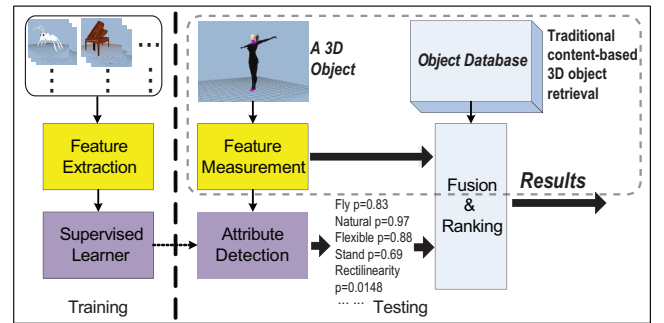 A 3D
Object
Object Database
Traditional
content-based
3D object
retrieval
Feature
Extraction
Feature
Measurement
Fusion
&
Ranking
Results
Supervised
Learner
Attribute
Detection
Fly p=0.83
Natural p=0.97
Flexible p=0.88
Stand p=0.69
Rectilinearity
p=0.0148
... ...
Training
Testing